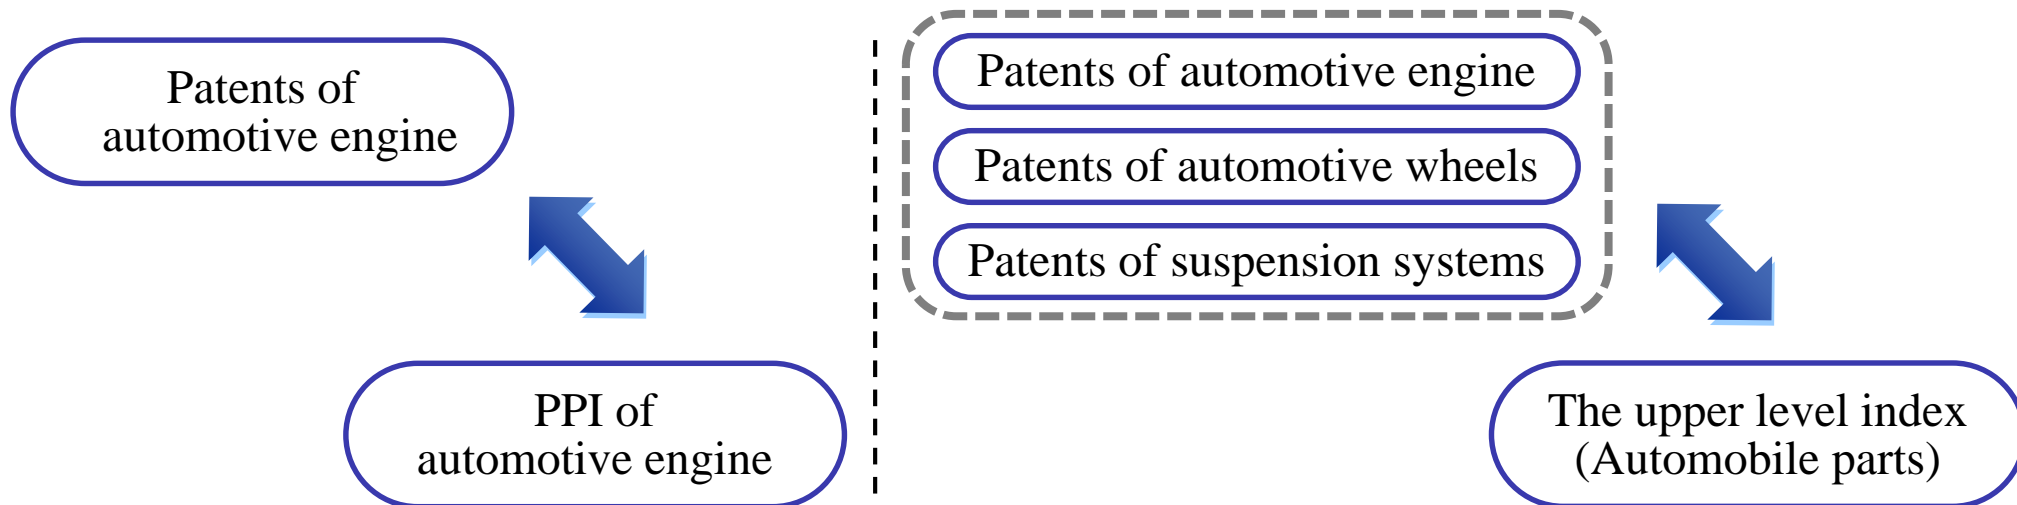 Patents of
automotive engine
PPI of
automotive engine
Patents of automotive engine
Patents of automotive wheels
Patents of suspension systems
The upper level index
(Automobile parts)